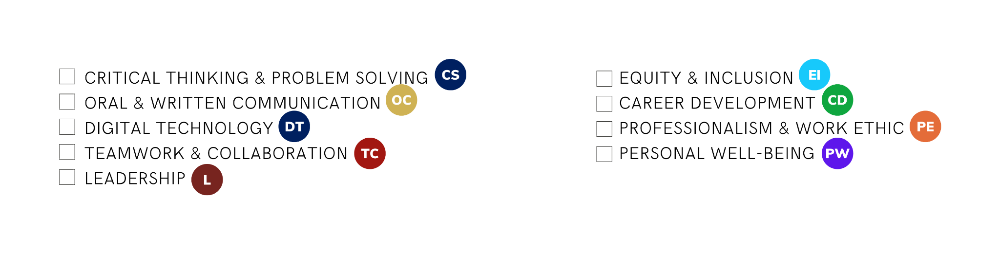 CRITICAL THINKING & PROBLEM SOLVING CS
ORAL & WRITTEN COMMUNICATION OC
DIGITAL TECHNOLOGY DT
TEAMWORK & COLLABORATION TC
LEADERSHIP L
EQUITY & INCLUSION EI
CAREER DEVELOPMENT CD
PROFESSIONALISM & WORK ETHIC PE
PERSONAL WELL-BEING PW